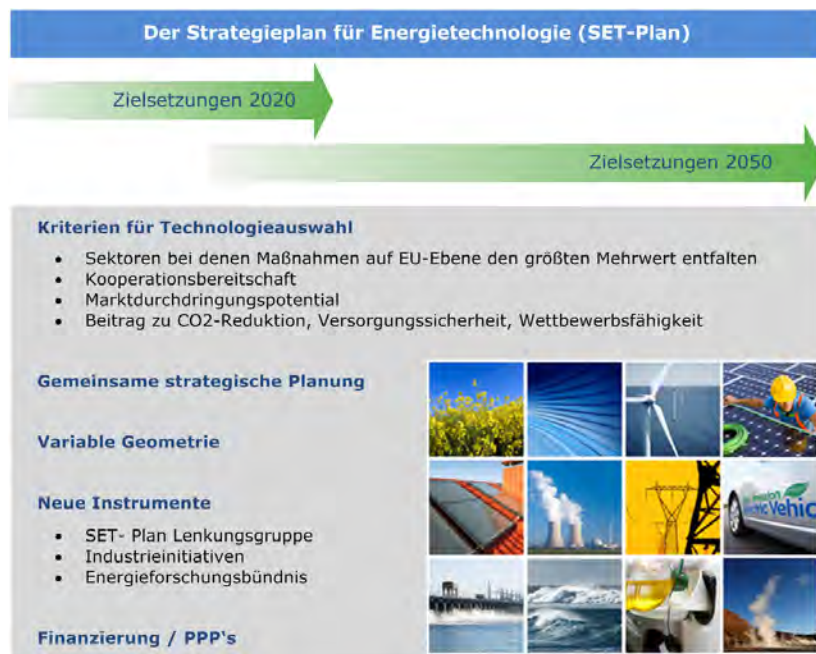 Der Strategieplan für Energietechnologie (SET-Plan)
Zielsetzungen 2020
Zielsetzungen 2050
Kriterien für Technologieauswahl
• Sektoren bei denen Maßnahmen auf EU-Ebene den größten Mehrwert entfalten
• Kooperationsbereitschaft
• Marktdurchdringungspotential
• Beitrag zu CO2-Reduktion, Versorgungssicherheit, Wettbewerbsfähigkeit
Gemeinsame strategische Planung
Variable Geometrie
Neue Instrumente
• SET- Plan Lenkungsgruppe
• Industrieinitiativen
• Energieforschungsbündnis
Finanzierung / PPP's